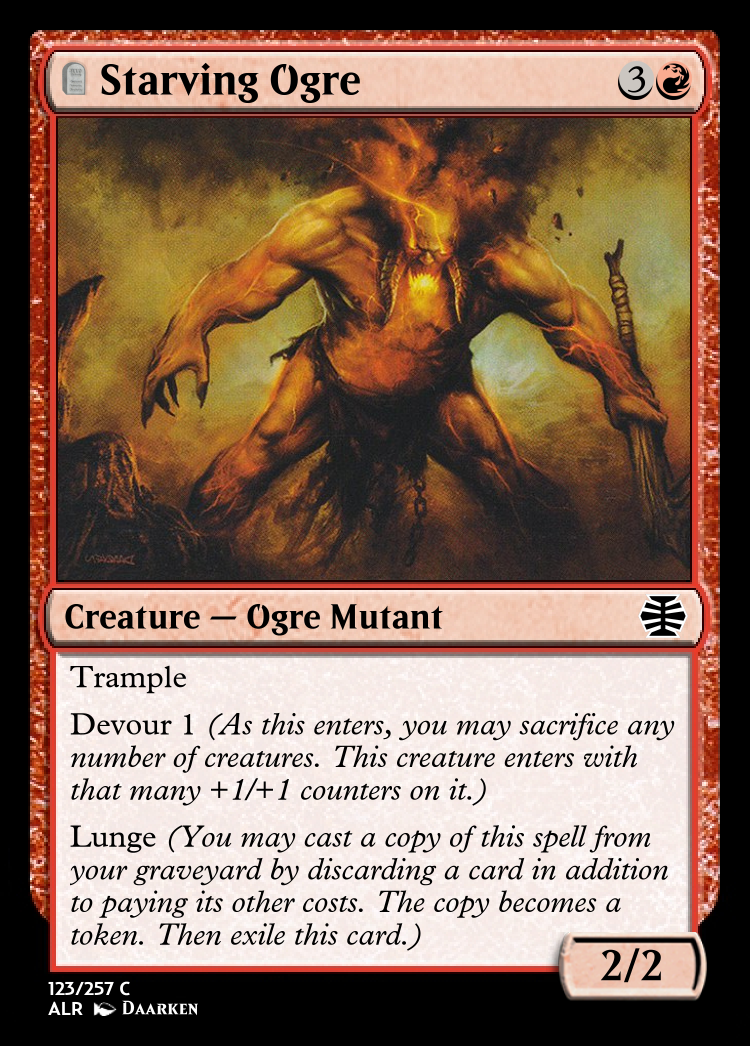 Starving Ogre 3
Creature — Ogre Mutant
Trample
Devour 1 (As this enters, you may sacrifice any
number of creatures. This creature enters with
that many +1/+1 counters on it.)
Lunge (You may cast a copy of this spell from
your graveyard by discarding a card in addition
to paying its other costs. The copy becomes a
token. Then exile this card.)
2/2
123/257 C
ALR DAARKEN